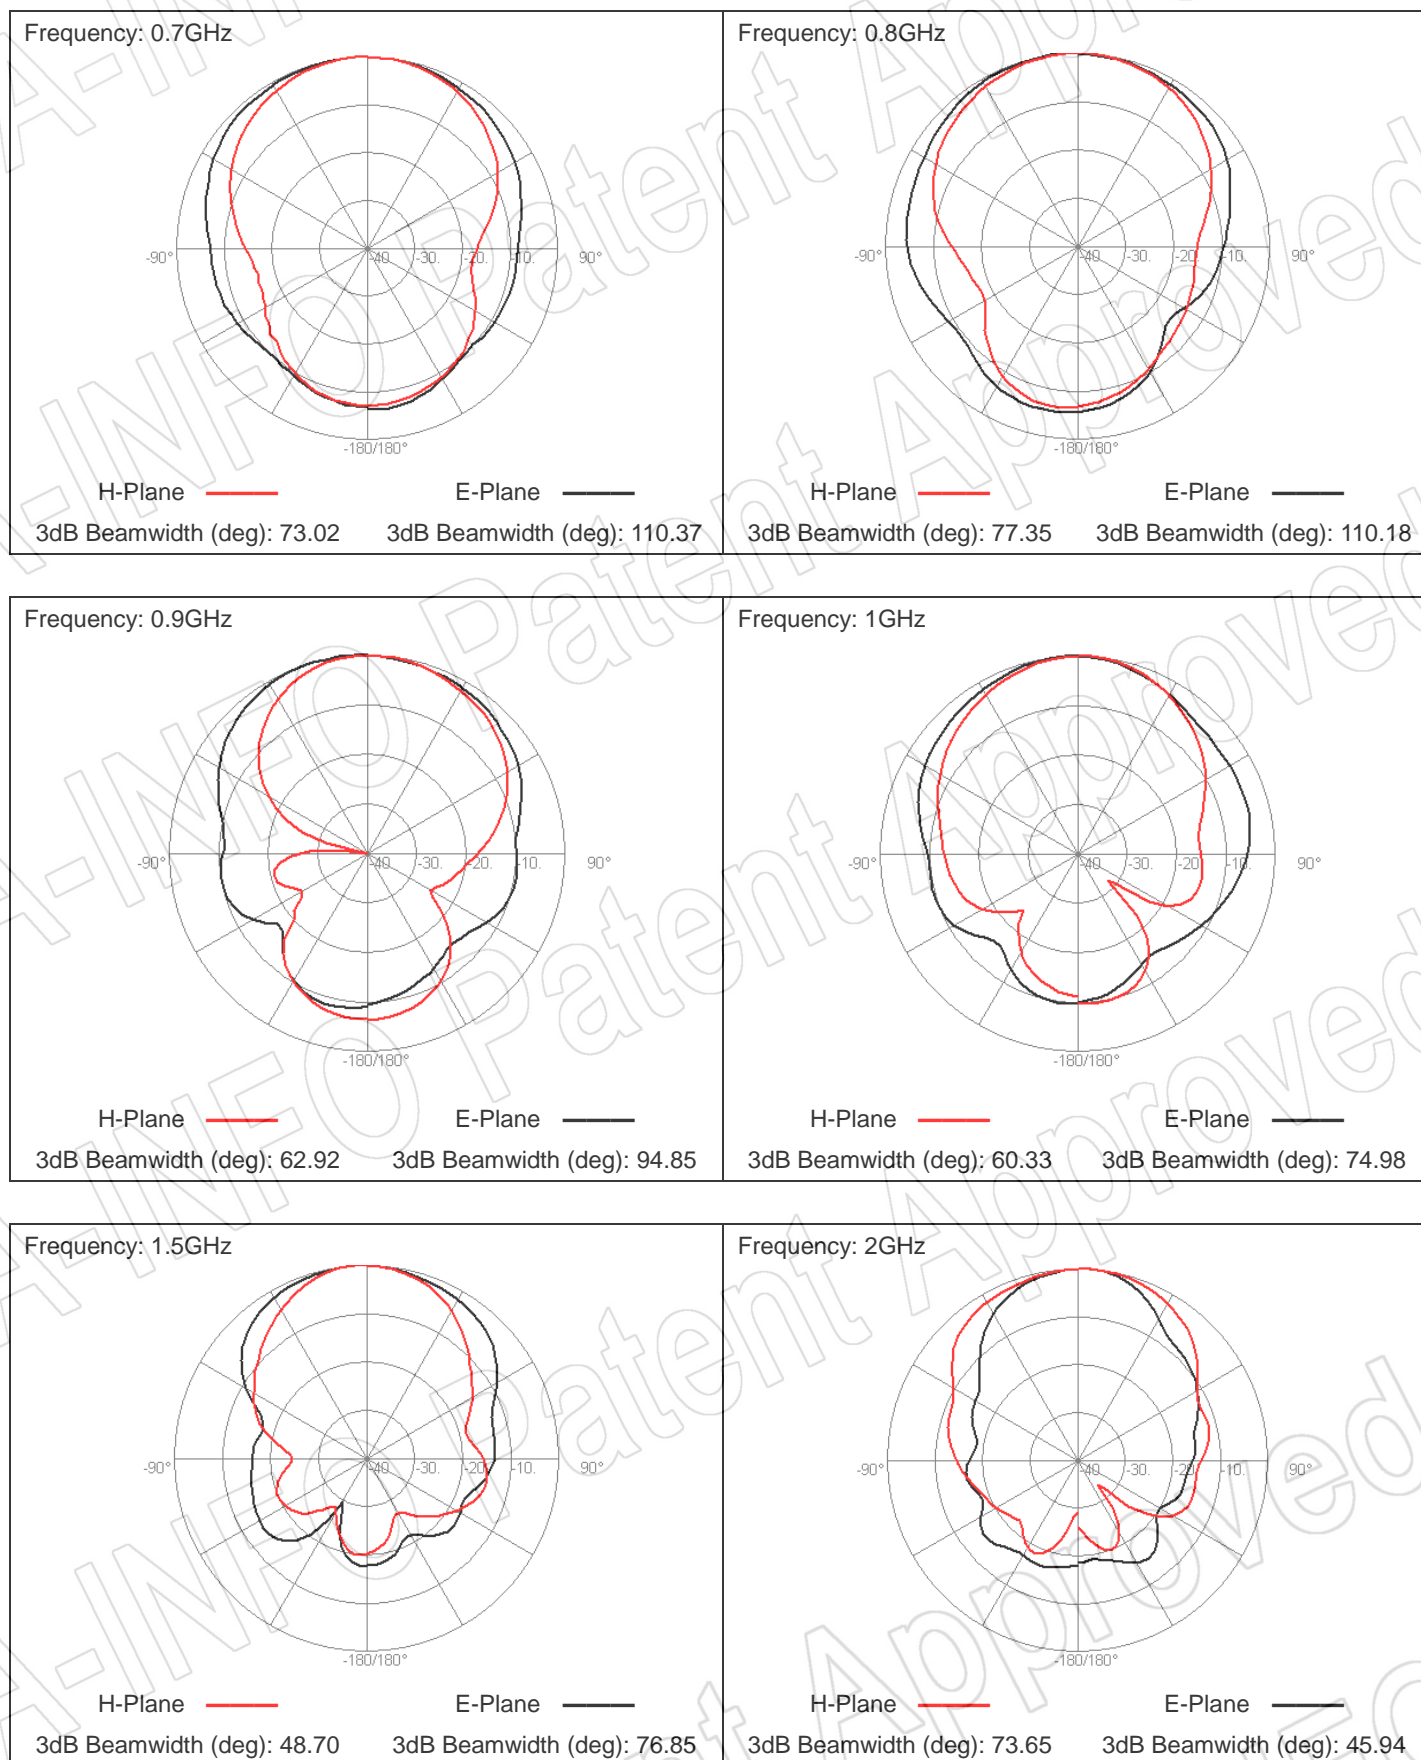 Frequency: 0.7GHz
-90°
-40
-30.
-20.
-10.
90°
-180/180°
H-Plane
E-Plane
3dB Beamwidth (deg): 73.02
3dB Beamwidth (deg): 110.37
Frequency: 0.8GHz
-90°
-40
-30.
-20
-10.
90°
-180/180°
H-Plane
E-Plane
3dB Beamwidth (deg): 77.35
3dB Beamwidth (deg): 110.18
Frequency: 0.9GHz
-90°
-40
-30.
-20.
-10.
90°
-180/180°
H-Plane
E-Plane
3dB Beamwidth (deg): 62.92
3dB Beamwidth (deg): 94.85
Frequency: 1GHz
-90°
-40
-30.
-20.
-10.
90°
-180/180°
H-Plane
E-Plane
3dB Beamwidth (deg): 60.33
3dB Beamwidth (deg): 74.98
Frequency: 1.5GHz
-90°
-40
-30.
-20.
-10.
90°
-180/180°
H-Plane
E-Plane
3dB Beamwidth (deg): 48.70
3dB Beamwidth (deg): 76.85
Frequency: 2GHz
-90°
-40
-30.
-20.
-10.
90°
-180/180°
H-Plane
E-Plane
3dB Beamwidth (deg): 73.65
3dB Beamwidth (deg): 45.94
A-INFO Patent Approved
A-INFO Patent Approved
A-INFO Patent Approved